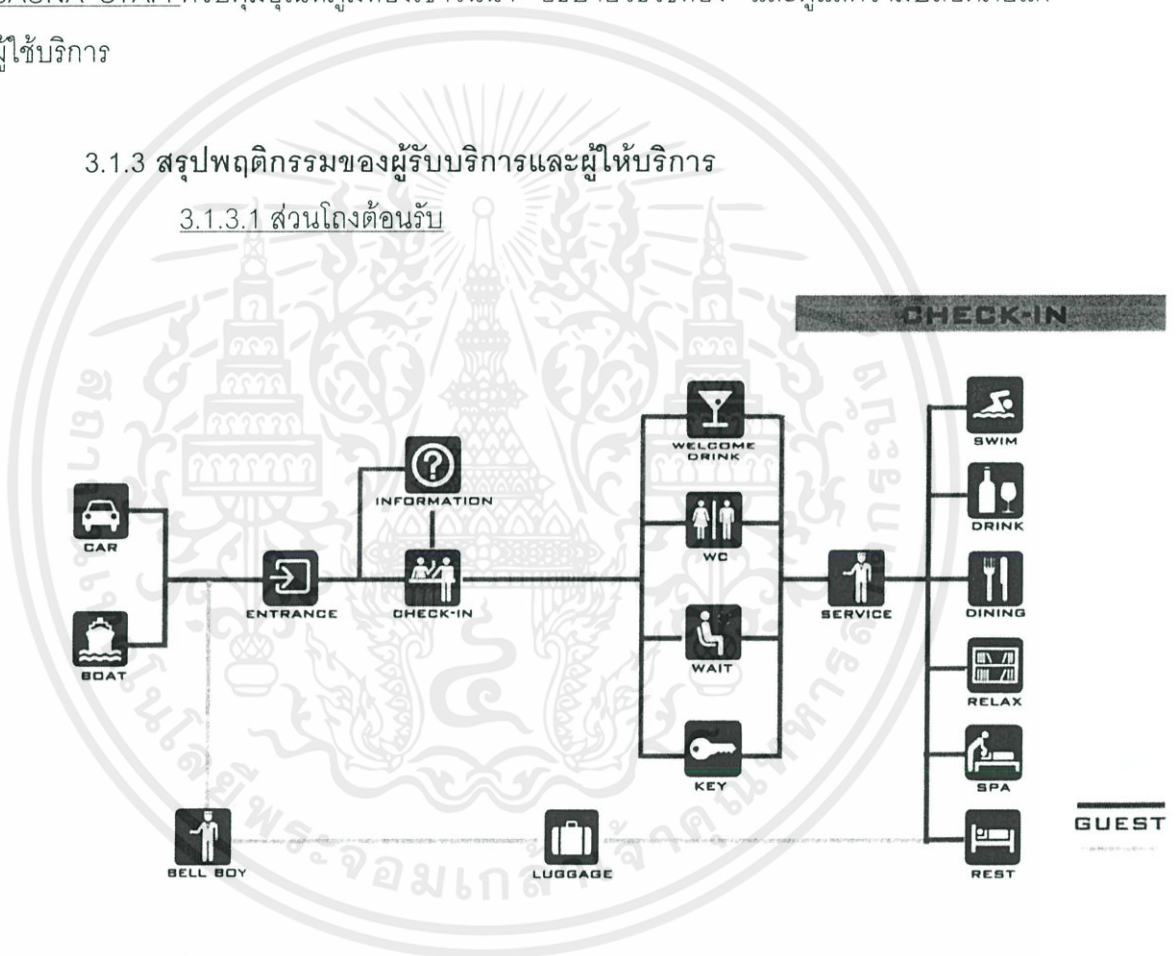 SAUNA STAFF
ผู้ใช้บริการ
3.1.3 สรุปพฤติกรรมของผู้รับบริการและผู้ให้บริการ
3.1.3.1 ส่วนโถงต้อนรับ
CHECK-IN
CAR
BOAT
ENTRANCE
INFORMATION
CHECK-IN
WELCOME
DRINK
WC
WAIT
KEY
SERVICE
SWIM
DRINK
DINING
RELAX
SPA
REST
BELL BOY
LUGGAGE
GUEST